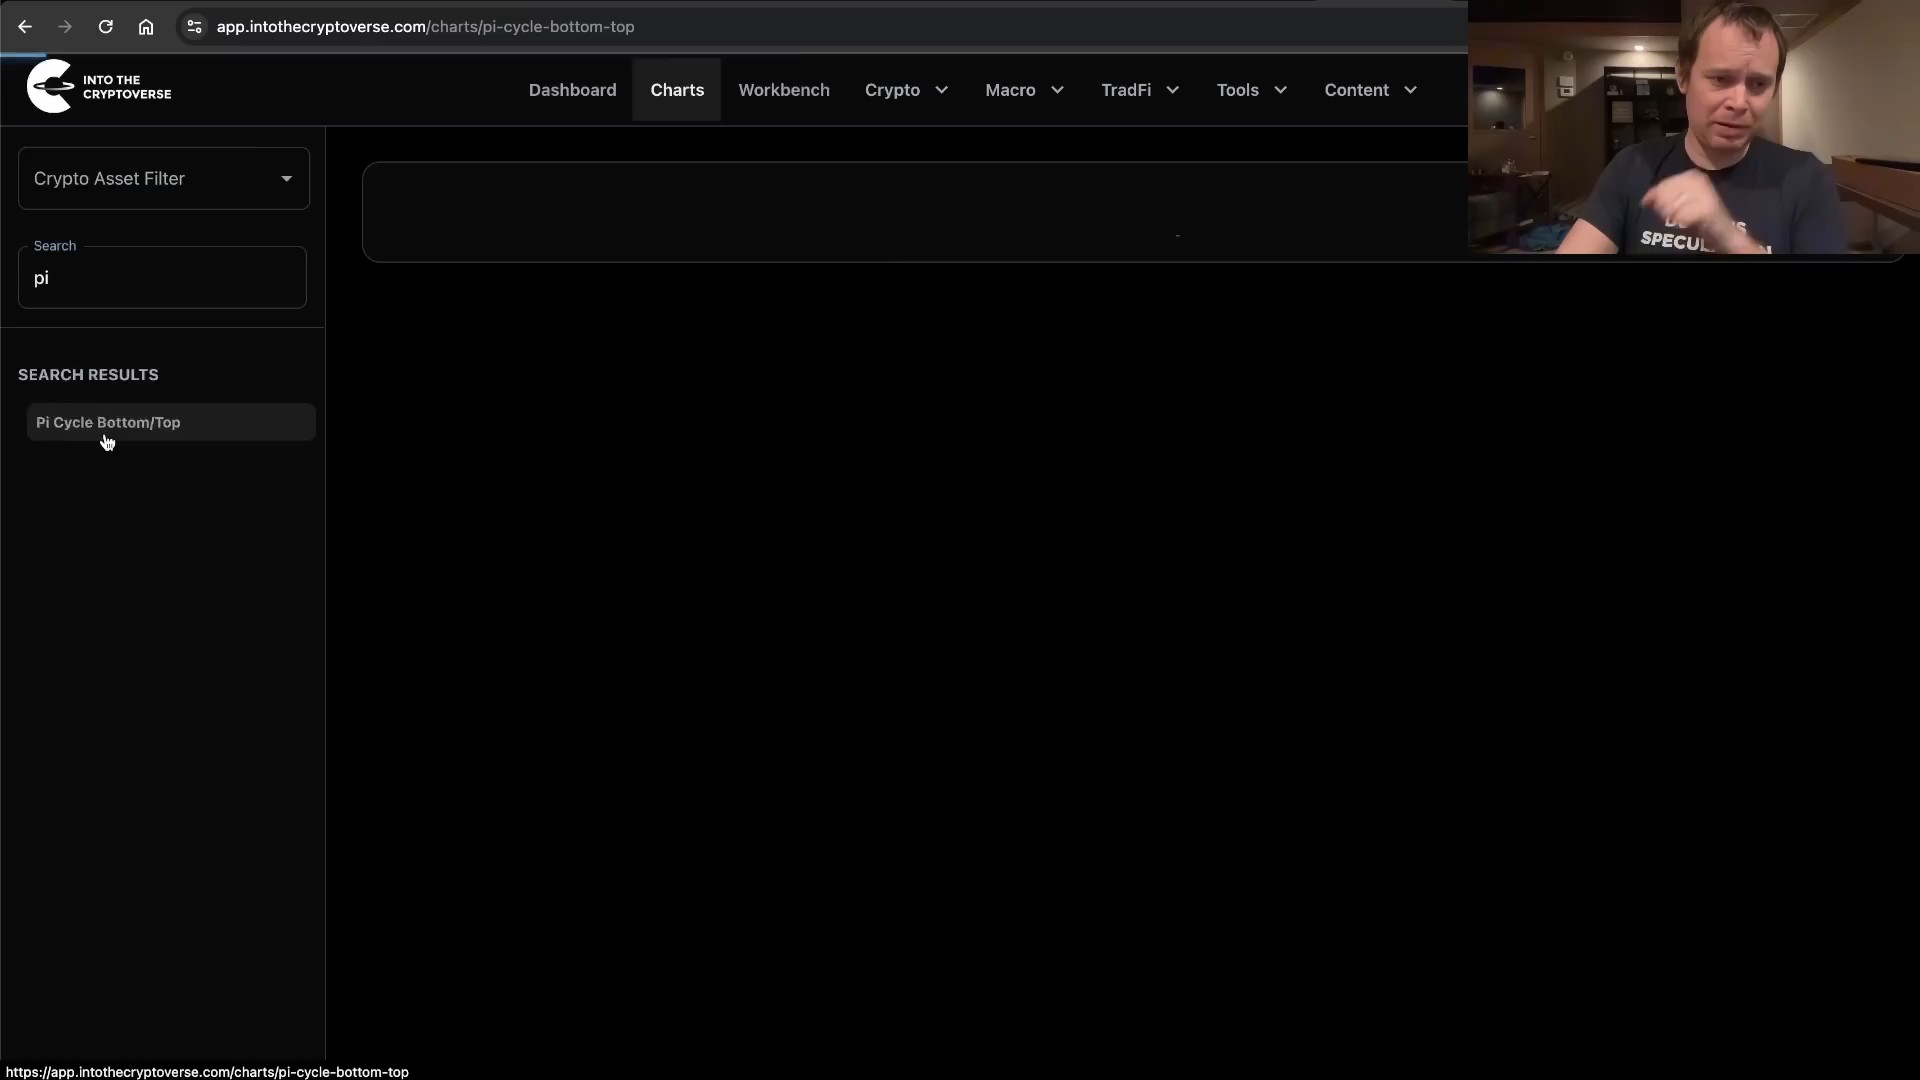 app.intothecryptoverse.com/charts/pi-cycle-bottom-top
INTO THE
CRYPTOVERSE
Dashboard
Charts
Workbench
Crypto
Macro
TradFi
Tools
Content
Crypto Asset Filter
Search
pi
SEARCH RESULTS
Pi Cycle Bottom/Top
https://app.intothecryptoverse.com/charts/pi-cycle-bottom-top